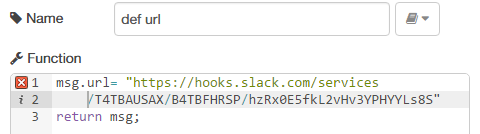 Name
def url
Function
1 msg.url= "https://hooks.slack.com/services
i 2 /T4TBAUSAX/B4TBFHRSP/hzRx0E5fkL2vHv3YPHYYLs8S"
3 return msg;